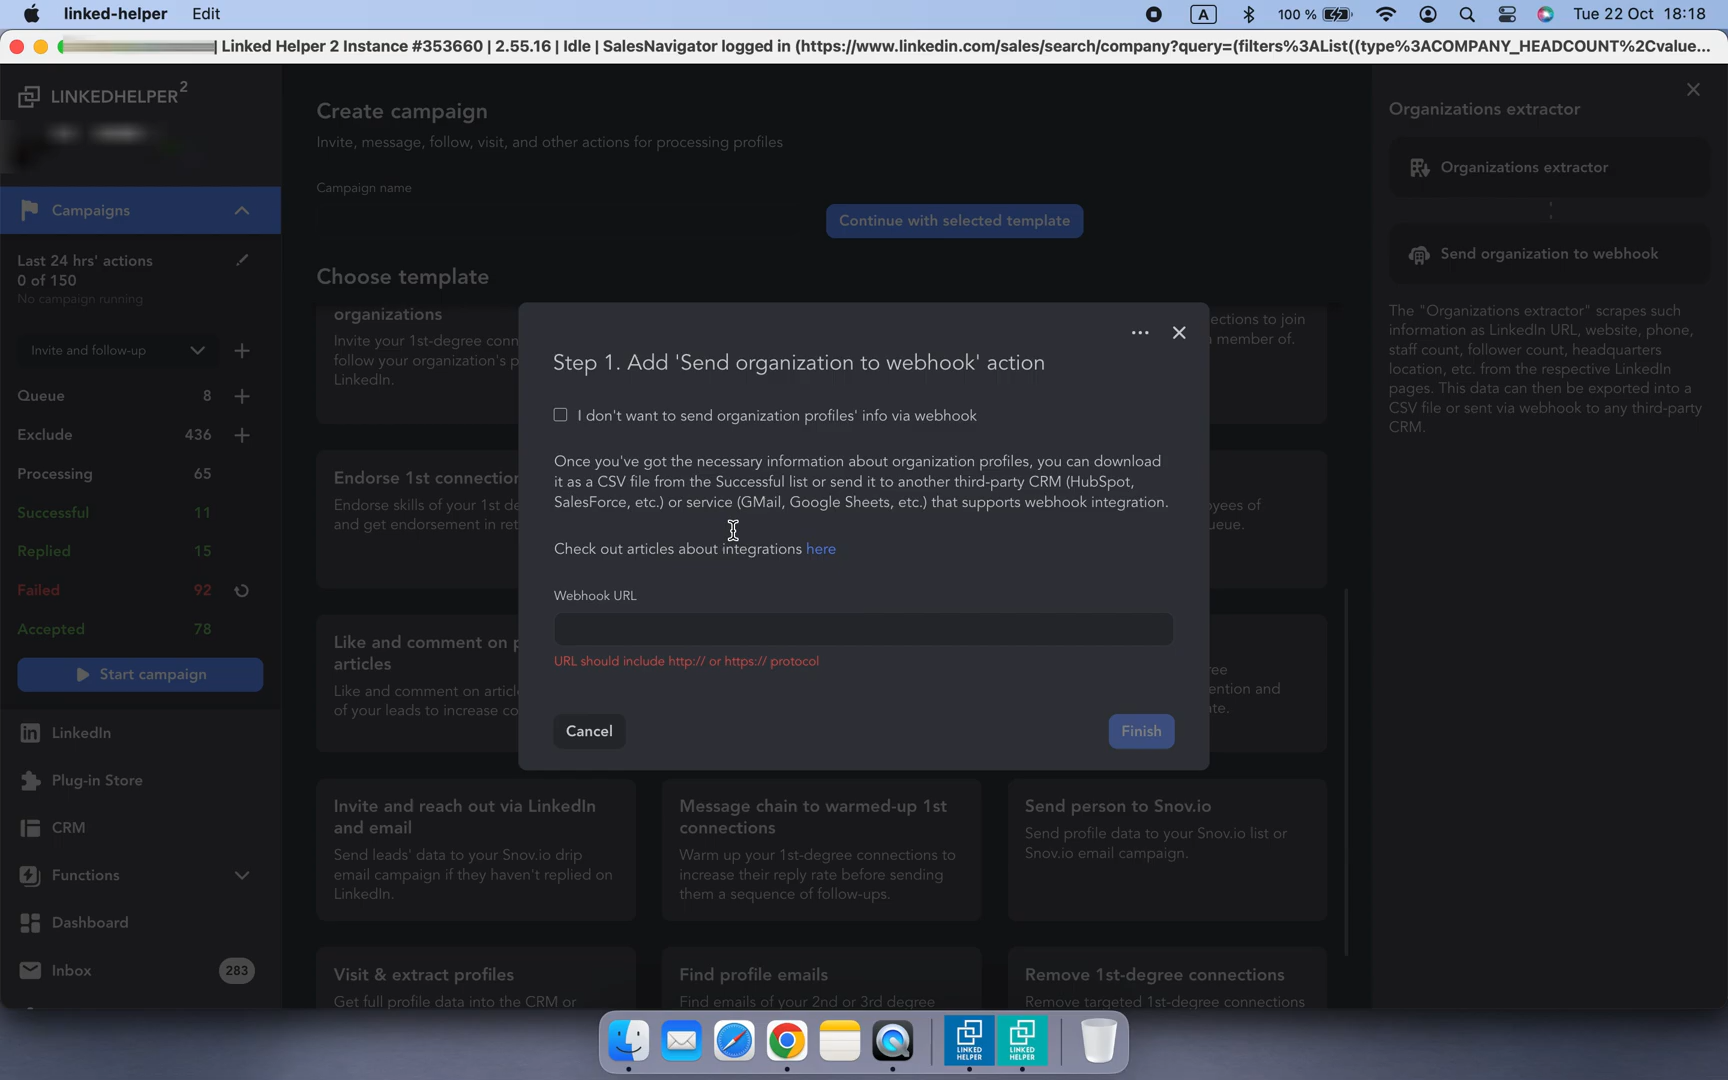 linked-helper Edit
A 100 % Tue 22 Oct 18:18
| Linked Helper 2 Instance #353660 | 2.55.16 | Idle | SalesNavigator logged in (https://www.linkedin.com/sales/search/company?query=(filters%3AList((type%3ACOMPANY_HEADCOUNT%2Cvalue...
LINKEDHELPER2
Campaigns
Last 24 hrs' actions
0 of 150
No campaign running
Invite and follow-up
Queue 8
Exclude 436
Processing 65
Successful 11
Replied 15
Failed 92
Accepted 78
Start campaign
LinkedIn
Plug-in Store
CRM
Functions
Dashboard
Inbox 283
Create campaign
Invite, message, follow, visit, and other actions for processing profiles
Campaign name
Continue with selected template
Choose template
organizations
Invite your 1st-degree conn
follow your organization's p
LinkedIn.
ections to join
member of.
Endorse 1st connection
Endorse skills of your 1st de
and get endorsement in ret
yees of
ueue.
Like and comment on p
articles
Like and comment on articl
of your leads to increase co
ree
ention and
te.
Step 1. Add 'Send organization to webhook' action
I don't want to send organization profiles' info via webhook
Once you've got the necessary information about organization profiles, you can download
it as a CSV file from the Successful list or send it to another third-party CRM (HubSpot,
SalesForce, etc.) or service (GMail, Google Sheets, etc.) that supports webhook integration.
Check out articles about integrations here
Webhook URL
URL should include http:// or https:// protocol
Cancel
Finish
Invite and reach out via LinkedIn
and email
Send leads' data to your Snov.io drip
email campaign if they haven't replied on
LinkedIn.
Message chain to warmed-up 1st
connections
Warm up your 1st-degree connections to
increase their reply rate before sending
them a sequence of follow-ups.
Send person to Snov.io
Send profile data to your Snov.io list or
Snov.io email campaign.
Visit & extract profiles
Get full profile data into the CRM or
Find profile emails
Find emails of your 2nd or 3rd degree
Remove 1st-degree connections
Remove targeted 1st-degree connections
Organizations extractor
Organizations extractor
Send organization to webhook
The "Organizations extractor" scrapes such
information as LinkedIn URL, website, phone,
staff count, follower count, headquarters
location, etc. from the respective LinkedIn
pages. This data can then be exported into a
CSV file or sent via webhook to any third-party
CRM.
LINKED
HELPER
LINKED
HELPER